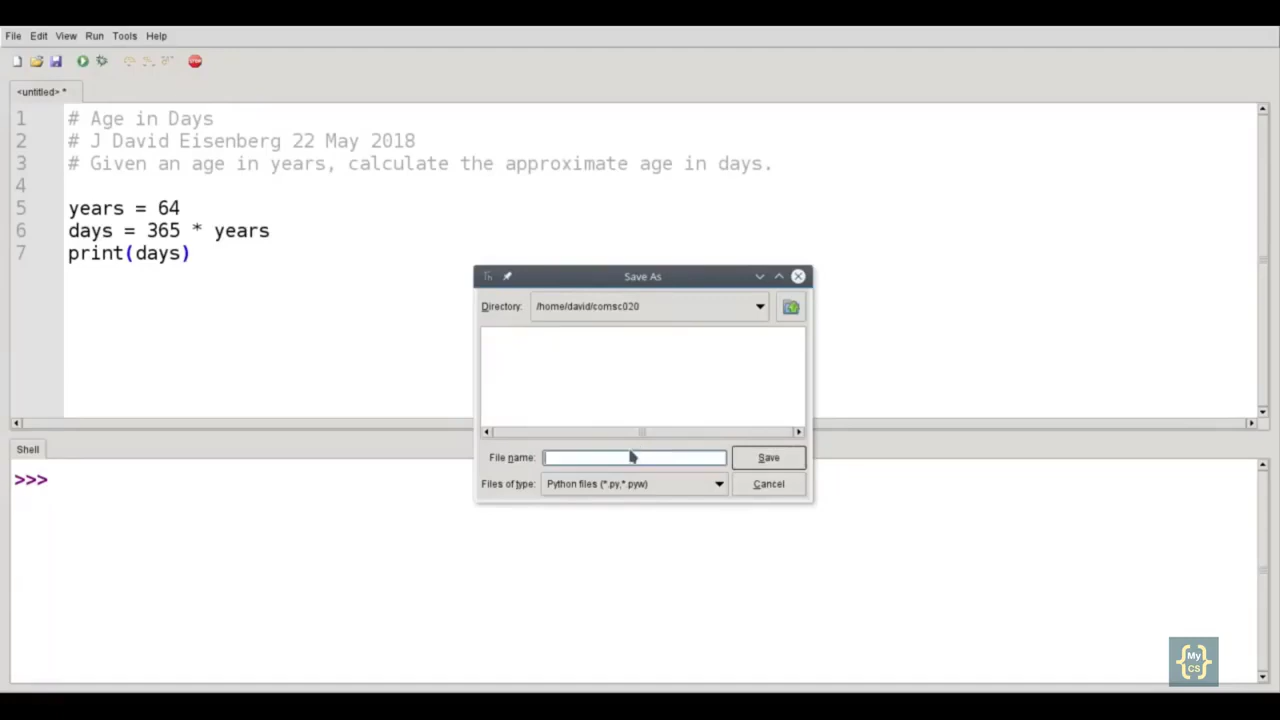 File Edit View Run Tools Help
<untitled> *
1 # Age in Days
2 # J David Eisenberg 22 May 2018
3 # Given an age in years, calculate the approximate age in days.
4
5 years = 64
6 days = 365 * years
7 print(days)
Save As
Directory: /home/david/comsc020
File name: Save
Files of type: Python files (*.py,*.pyw) Cancel
Shell
>>>
{My CS}